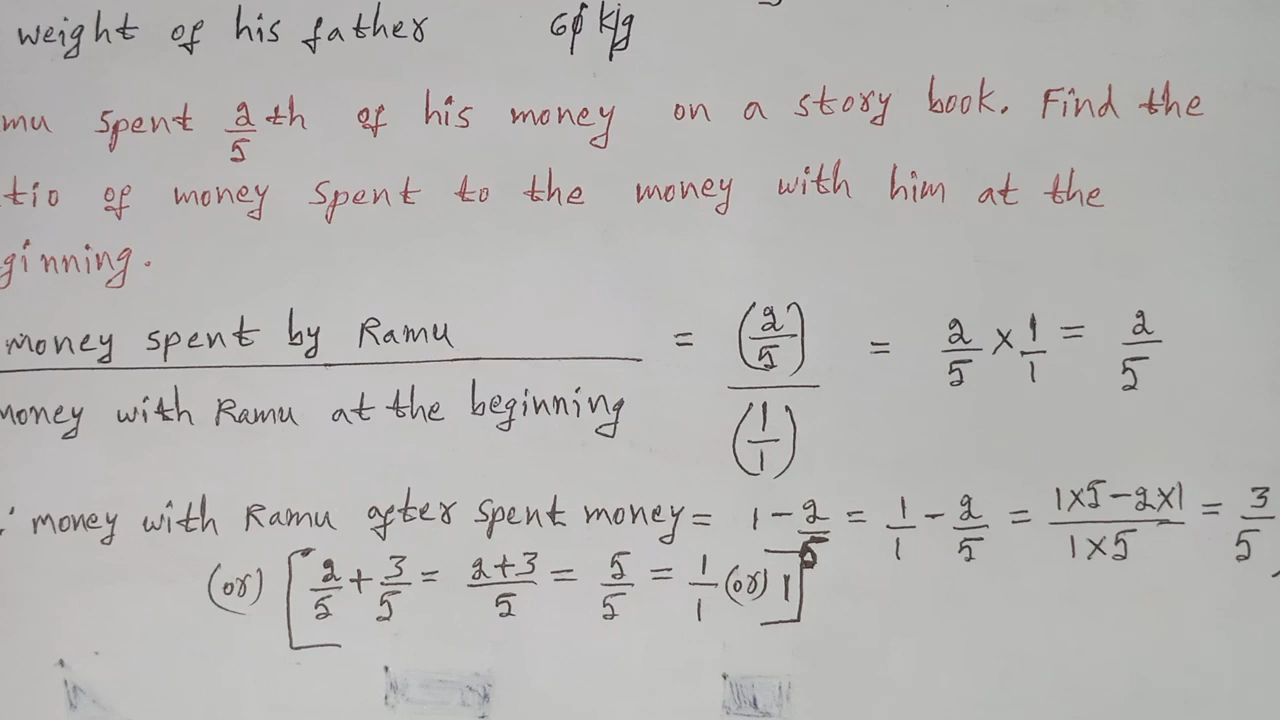 weight of his father 60 kg
mu spent 2/5 th of his money on a story book. Find the
tio of money spent to the money with him at the
ginning.
money spent by Ramu / money with Ramu at the beginning = (2/5) / (1/1) = 2/5 × 1/1 = 2/5
money with Ramu after spent money = 1 - 2/5 = 1/1 - 2/5 = 1×5-2×1 / 1×5 = 3/5
(or) [2/5 + 3/5 = 2+3/5 = 5/5 = 1/1 (or) 1]